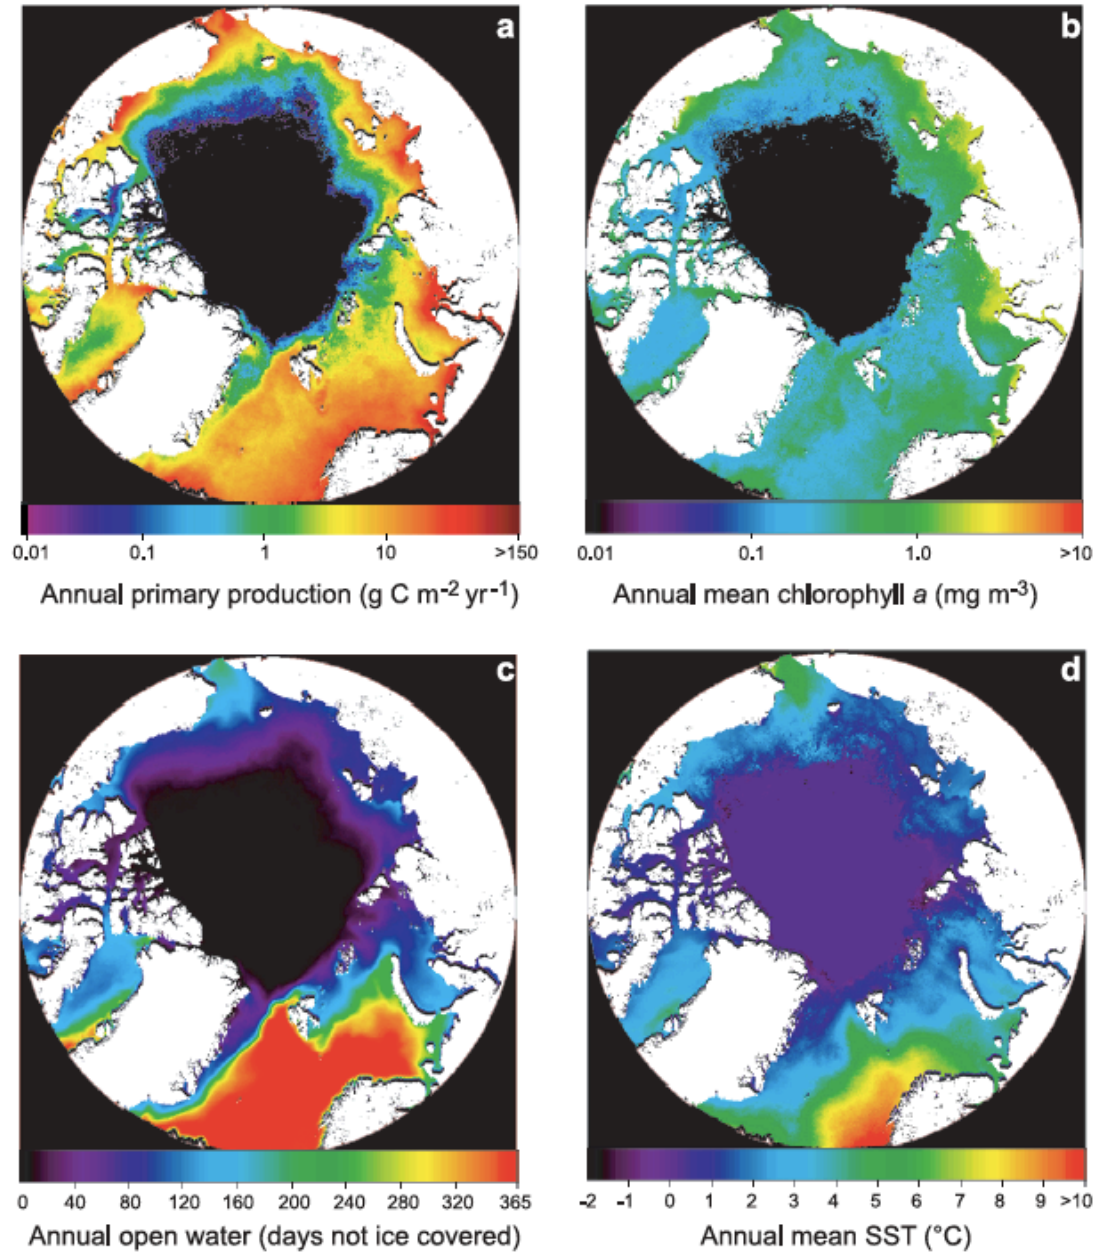 a
b
0.01 0.1 1 10 >150
Annual primary production (g C m-2 yr-1)
0.01 0.1 1.0 >10
Annual mean chlorophyll a (mg m-3)
c
d
0 40 80 120 160 200 240 280 320 365
Annual open water (days not ice covered)
-2 -1 0 1 2 3 4 5 6 7 8 9 >10
Annual mean SST (°C)